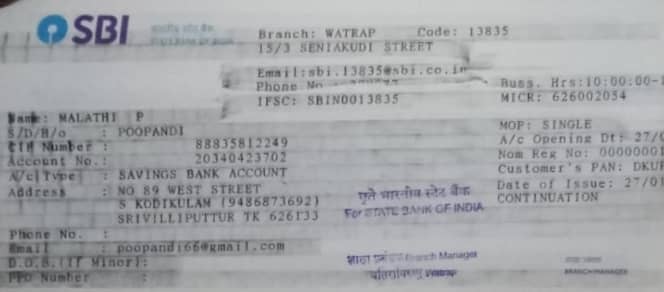 SBI
भारतीय स्टेट बैंक
STATE BANK OF INDIA
Branch: WATRAP Code: 13835
15/3 SENIAKUDI STREET
Email:sbi.13835@sbi.co.in
Phone No
IFSC: SBIN0013835
Buss. Hrs:10:00:00-
MICR: 626002054
Name: MALATHI P
S/D/H/o : POOPANDI
CIF Number : 88835812249
Account No.: 20340423702
A/c Type : SAVINGS BANK ACCOUNT
Address : NO 89 WEST STREET
S KODIKULAM (9486873692)
SRIVILLIPUTTUR TK 626133
Phone No. :
Email : poopandi66@gmail.com
D.O.B.(If Minor):
PPO Number :
MOP: SINGLE
A/c Opening Dt: 27/0
Nom Reg No: 00000001
Customer's PAN: DKUP
Date of Issue: 27/0
CONTINUATION
कृते भारतीय स्टेट बैंक
For STATE BANK OF INDIA
शाखा प्रबंधक Branch Manager
Watrap
BRANCH MANAGER